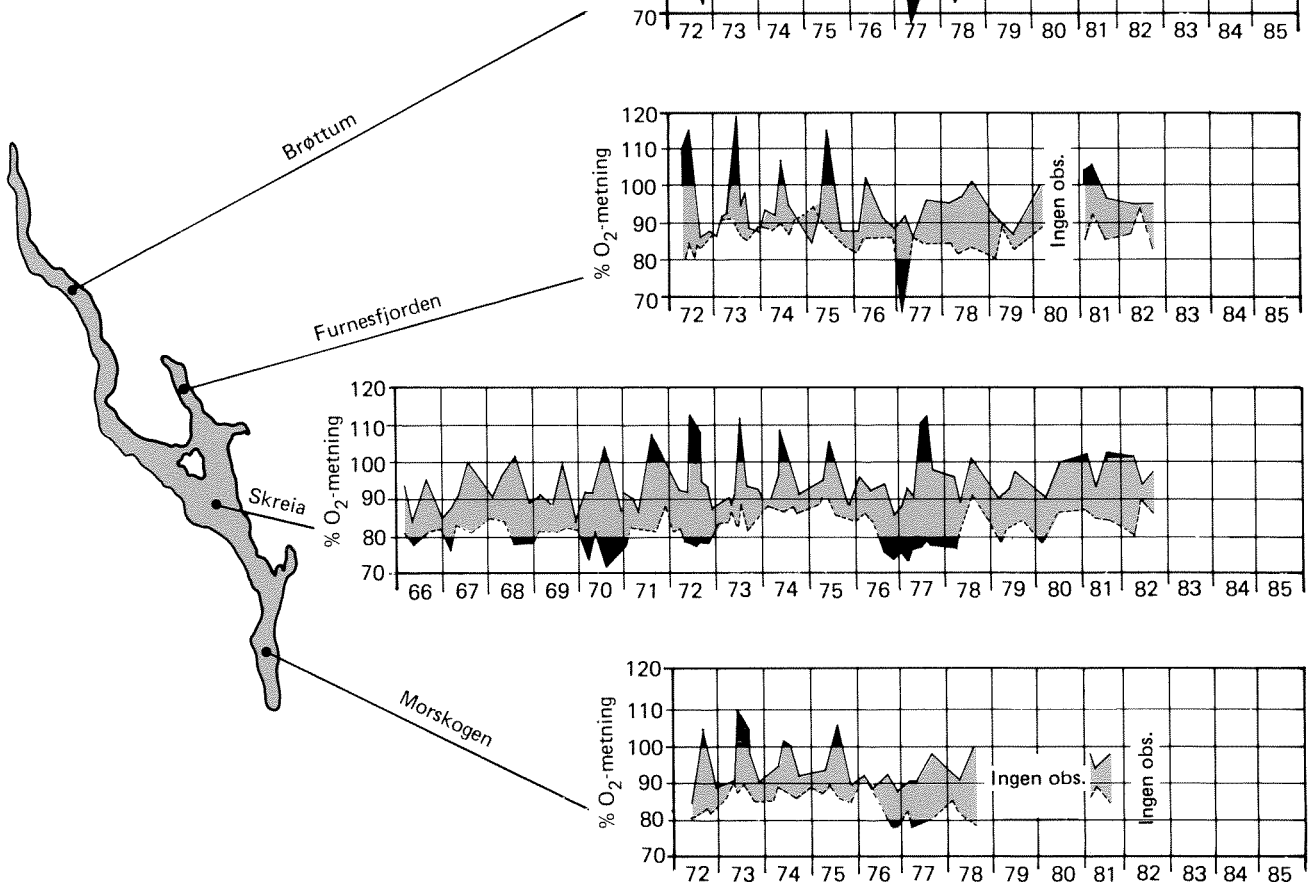 70
72 73 74 75 76 77 78 79 80 81 82 83 84 85
Brøttum
% O2-metning
120
110
100
90
80
70
Ingen obs.
72 73 74 75 76 77 78 79 80 81 82 83 84 85
Furnesfjorden
% O2-metning
120
110
100
90
80
70
66 67 68 69 70 71 72 73 74 75 76 77 78 79 80 81 82 83 84 85
Skreia
% O2-metning
120
110
100
90
80
70
Ingen obs.
Ingen obs.
72 73 74 75 76 77 78 79 80 81 82 83 84 85
Morskogen